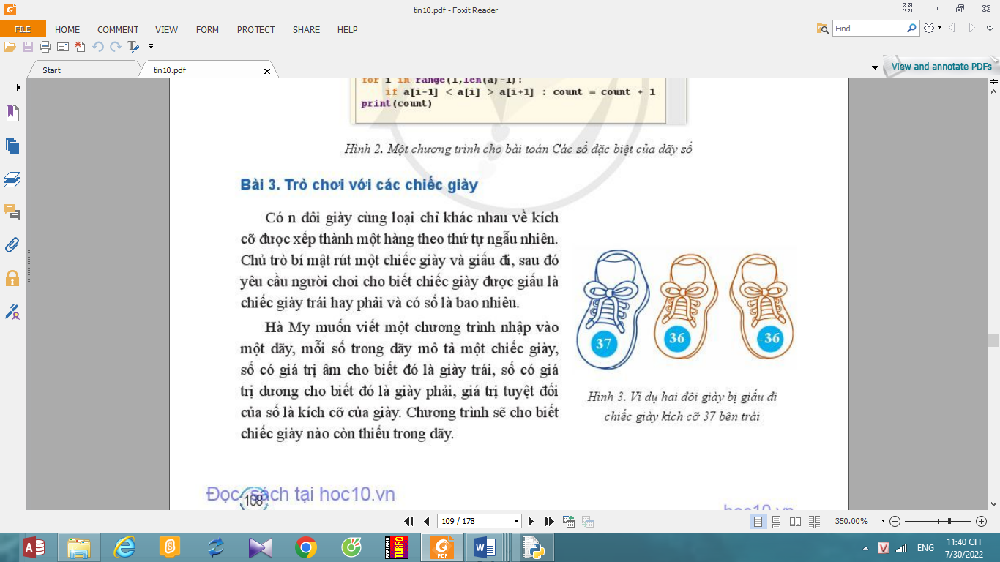 tin10.pdf - Foxit Reader
FILE HOME COMMENT VIEW FORM PROTECT SHARE HELP
Find
Start tin10.pdf
View and annotate PDFs
for i in range(1,len(a)-1):
if a[i-1] < a[i] > a[i+1] : count = count + 1
print(count)
Hình 2. Một chương trình cho bài toán Các số đặc biệt của dãy số
Bài 3. Trò chơi với các chiếc giày
Có n đôi giày cùng loại chỉ khác nhau về kích
cỡ được xếp thành một hàng theo thứ tự ngẫu nhiên.
Chủ trò bí mật rút một chiếc giày và giấu đi, sau đó
yêu cầu người chơi cho biết chiếc giày được giấu là
chiếc giày trái hay phải và có số là bao nhiêu.
Hà My muốn viết một chương trình nhập vào
một dãy, mỗi số trong dãy mô tả một chiếc giày,
số có giá trị âm cho biết đó là giày trái, số có giá
trị dương cho biết đó là giày phải, giá trị tuyệt đối
của số là kích cỡ của giày. Chương trình sẽ cho biết
chiếc giày nào còn thiếu trong dãy.
37 36 -36
Hình 3. Ví dụ hai đôi giày bị giấu đi
chiếc giày kích cỡ 37 bên trái
Đọc sách tại hoc10.vn
108
hoc10.vn
109 / 178
350.00%
BORLAND TURBO
PDF
ENG
11:40 CH
7/30/2022